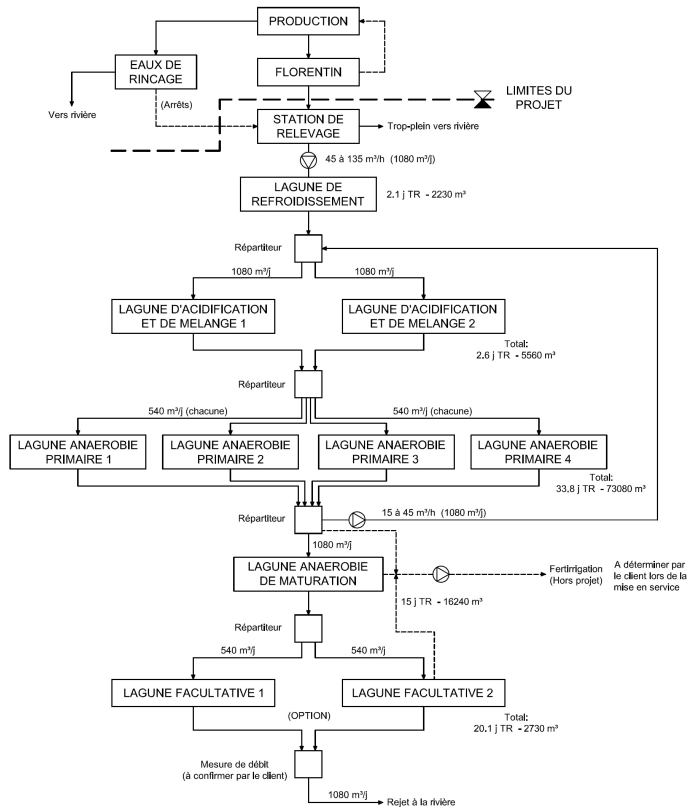 PRODUCTION
EAUX DE
RINCAGE
FLORENTIN
LIMITES DU
PROJET
Vers rivière
(Arrêts)
STATION DE
RELEVAGE
Trop-plein vers rivière
45 à 135 m³/h (1080 m³/j)
LAGUNE DE
REFROIDISSEMENT
2.1 j TR - 2230 m³
Répartiteur
1080 m³/j
1080 m³/j
LAGUNE D'ACIDIFICATION
ET DE MELANGE 1
LAGUNE D'ACIDIFICATION
ET DE MELANGE 2
Total:
2.6 j TR - 5560 m³
Répartiteur
540 m³/j (chacune)
540 m³/j (chacune)
LAGUNE ANAEROBIE
PRIMAIRE 1
LAGUNE ANAEROBIE
PRIMAIRE 2
LAGUNE ANAEROBIE
PRIMAIRE 3
LAGUNE ANAEROBIE
PRIMAIRE 4
Total:
33,8 j TR - 73080 m³
Répartiteur
15 à 45 m³/h (1080 m³/j)
1080 m³/j
LAGUNE ANAEROBIE
DE MATURATION
Fertirrigation
(Hors projet)
A déterminer par
le client lors de la
mise en service
15 j TR - 16240 m³
Répartiteur
540 m³/j
540 m³/j
LAGUNE FACULTATIVE 1
LAGUNE FACULTATIVE 2
(OPTION)
Total:
20.1 j TR - 2730 m³
Mesure de débit
(à confirmer par le client)
1080 m³/j
Rejet à la rivière